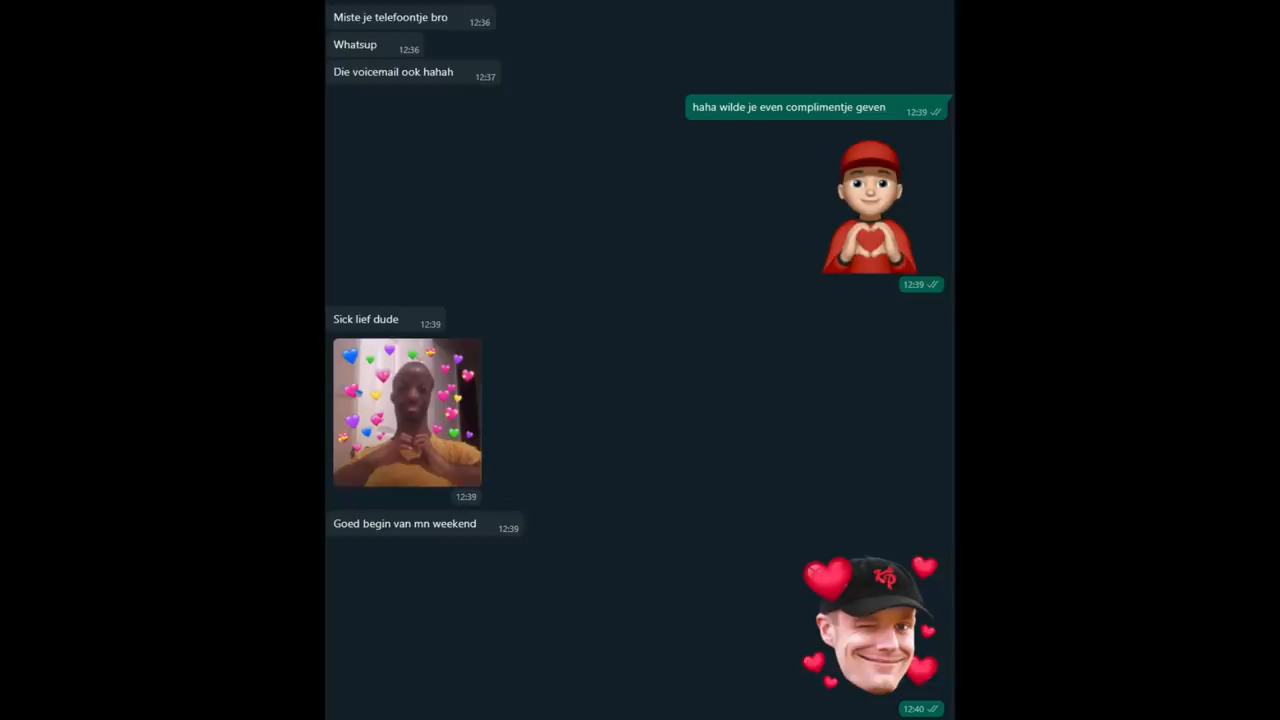 Miste je telefoontje bro 12:36
Whatsup 12:36
Die voicemail ook hahah 12:37
haha wilde je even complimentje geven 12:39
12:39
Sick lief dude 12:39
12:39
Goed begin van mn weekend 12:39
KP
12:40